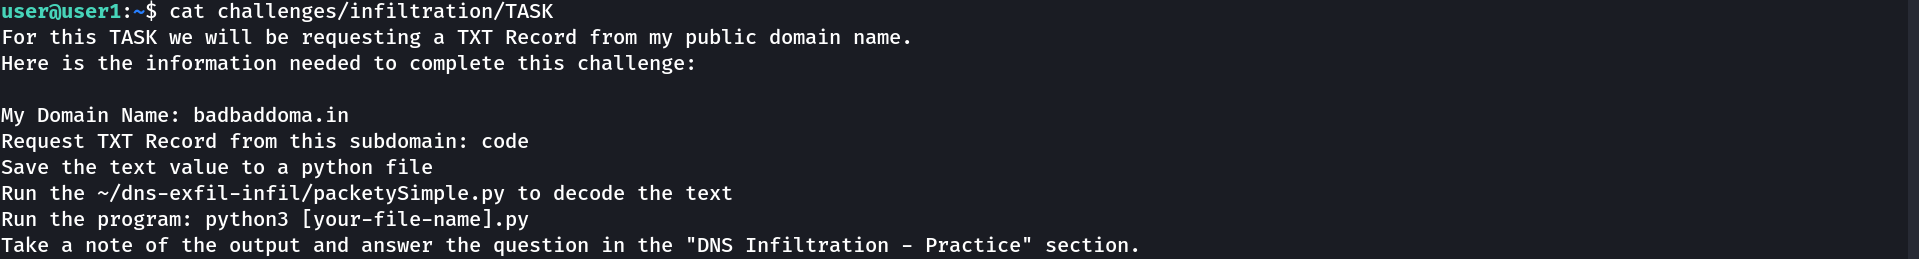 user@user1:~$ cat challenges/infiltration/TASK
For this TASK we will be requesting a TXT Record from my public domain name.
Here is the information needed to complete this challenge:
My Domain Name: badbaddoma.in
Request TXT Record from this subdomain: code
Save the text value to a python file
Run the ~/dns-exfil-infil/packetySimple.py to decode the text
Run the program: python3 [your-file-name].py
Take a note of the output and answer the question in the "DNS Infiltration - Practice" section.